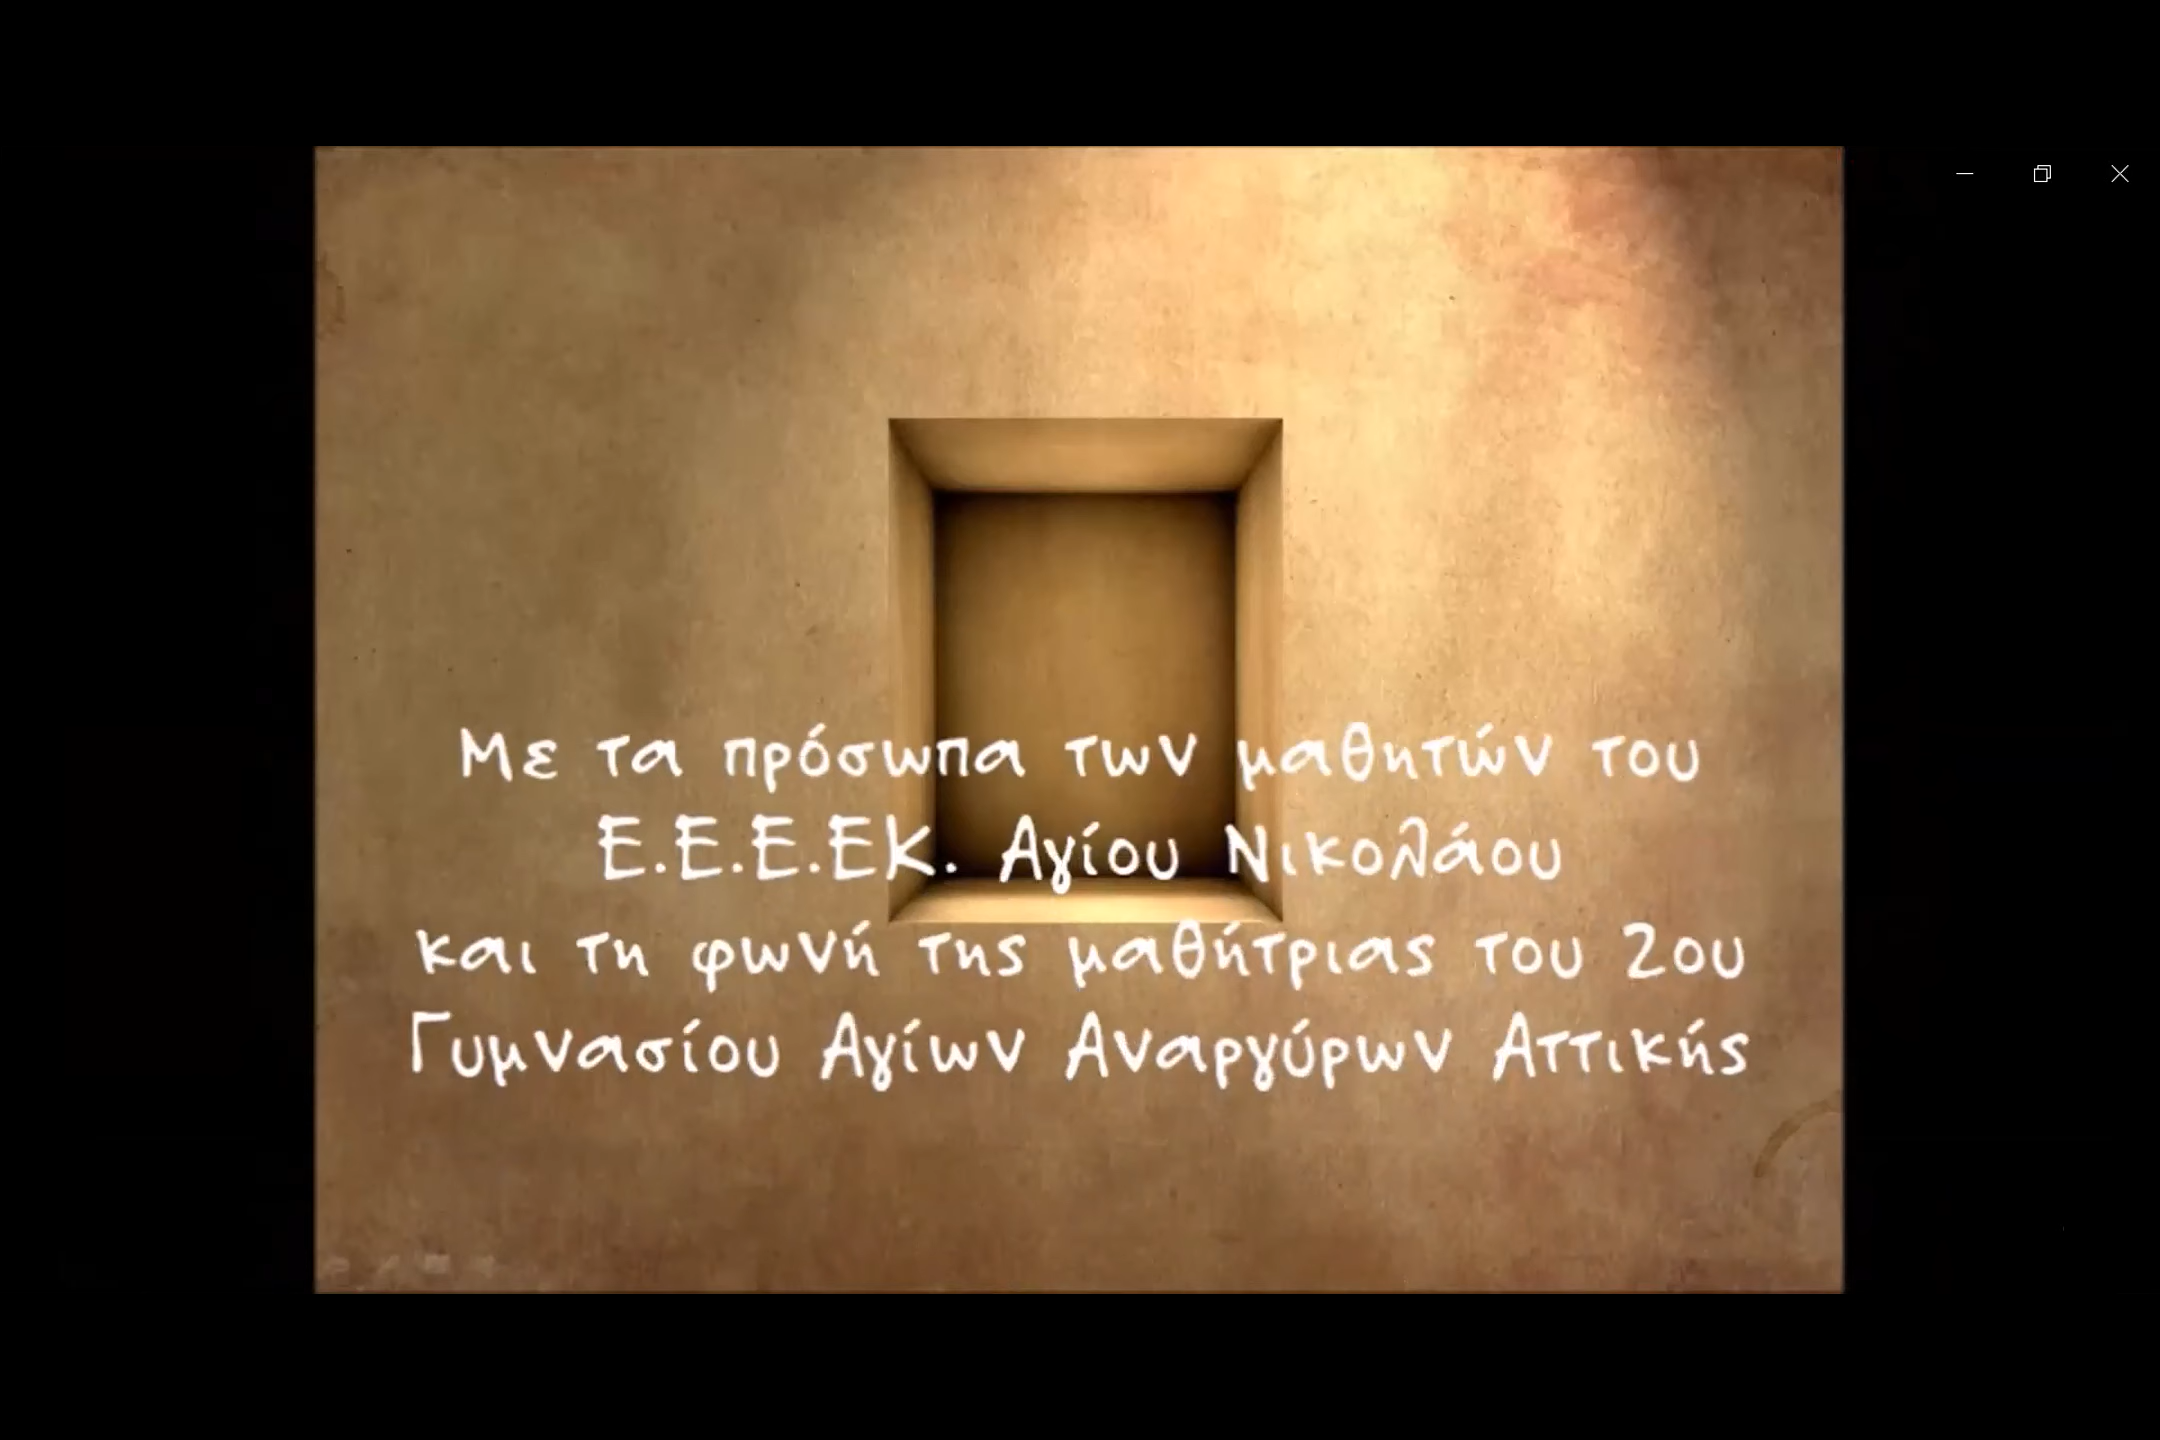 Με τα πρόσωπα των μαθητών του
Ε.Ε.Ε.ΕΚ. Αγίου Νικολάου
και τη φωνή της μαθήτριας του 2ου
Γυμνασίου Αγίων Αναργύρων Αττικής